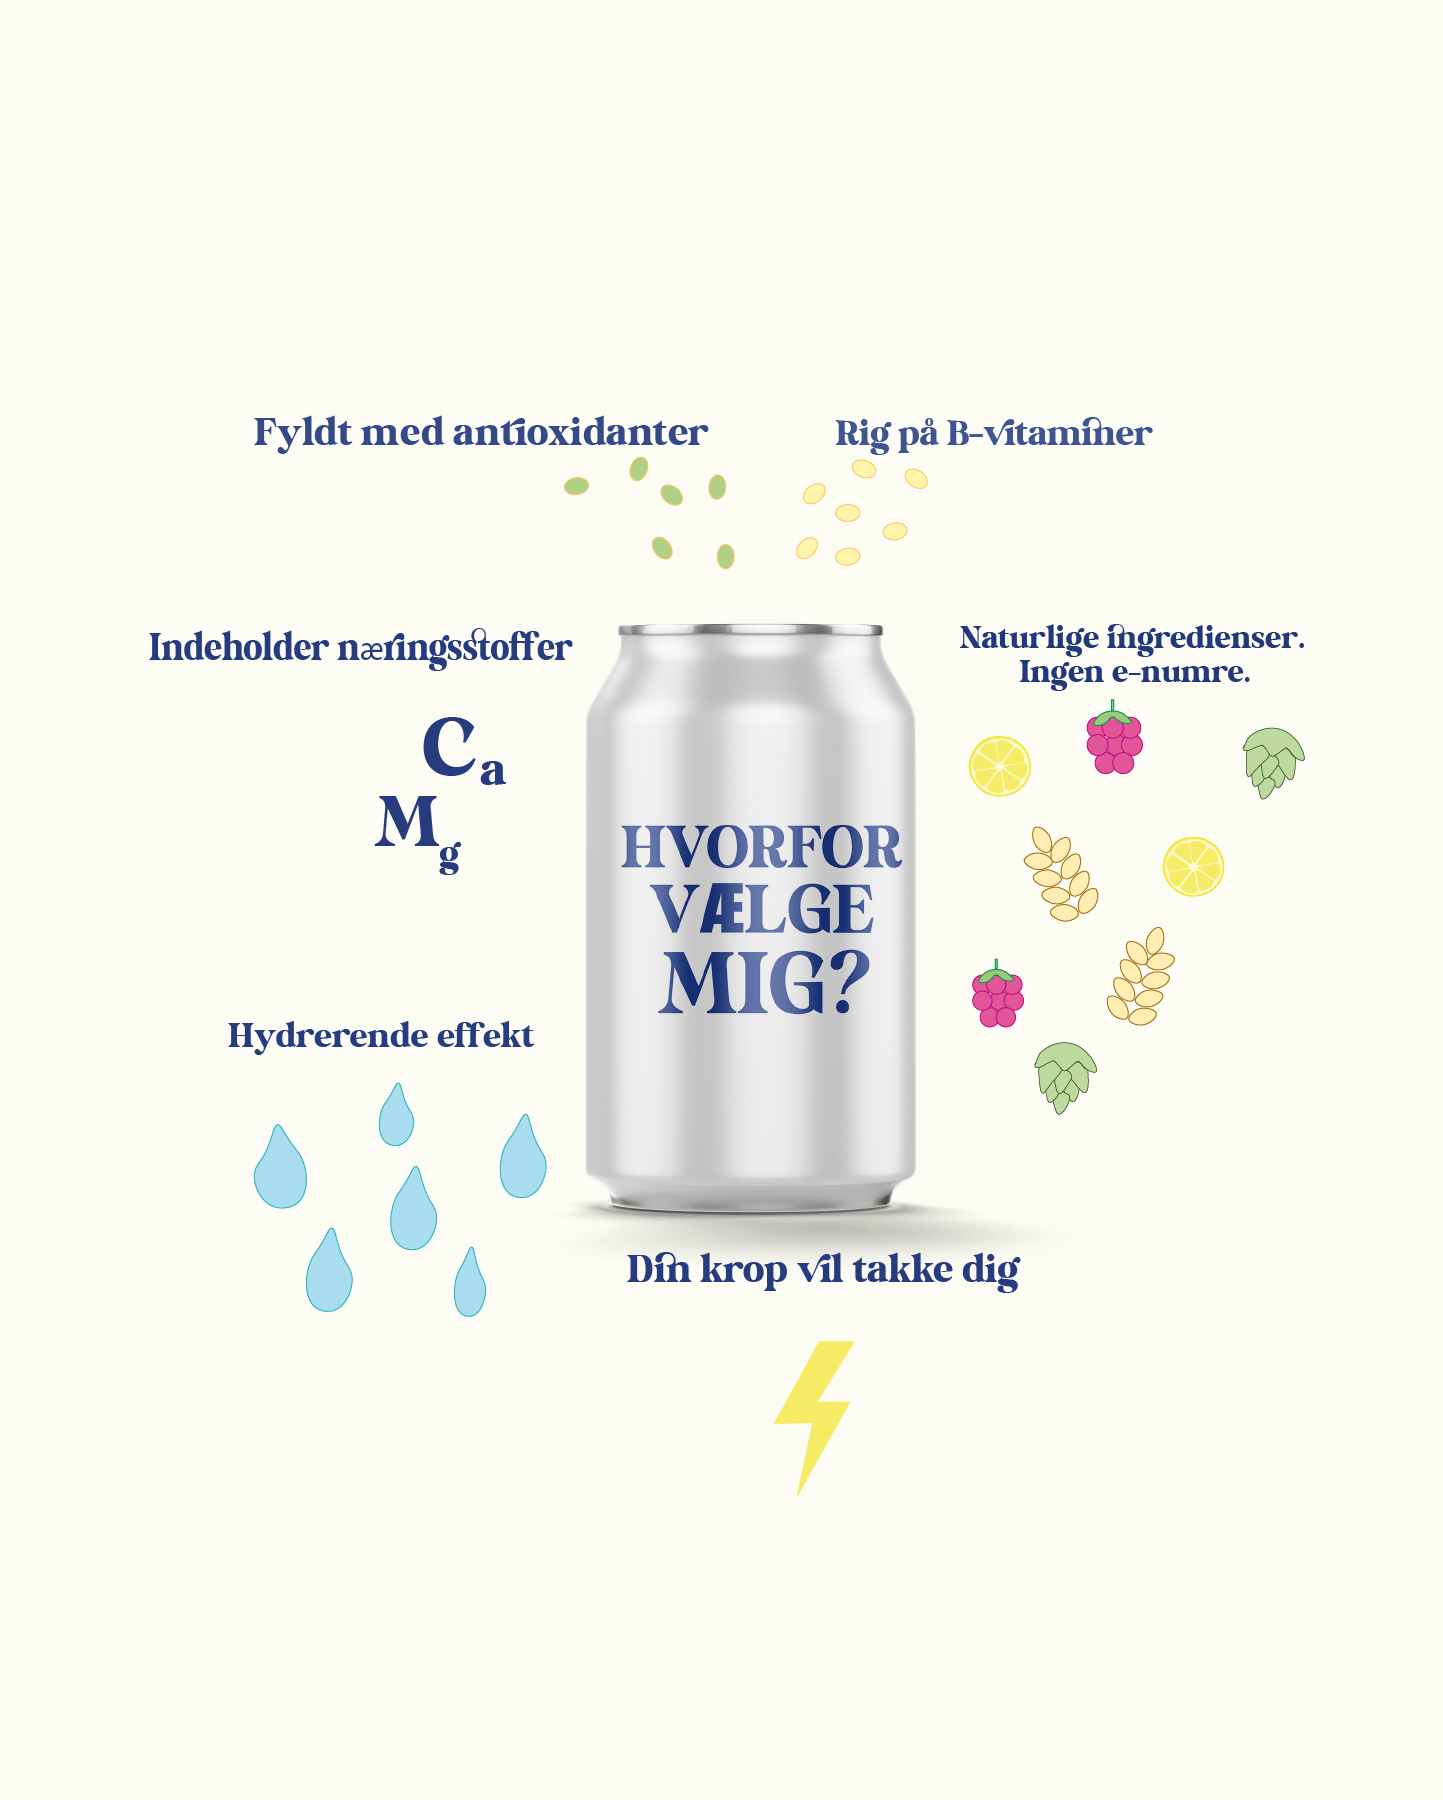 Fyldt med antioxidanter
Rig på B-vitaminer
Indeholder næringsstoffer
Ca
Mg
Naturlige ingredienser.
Ingen e-numre.
HVORFOR
VÆLGE
MIG?
Hydrerende effekt
Din krop vil takke dig